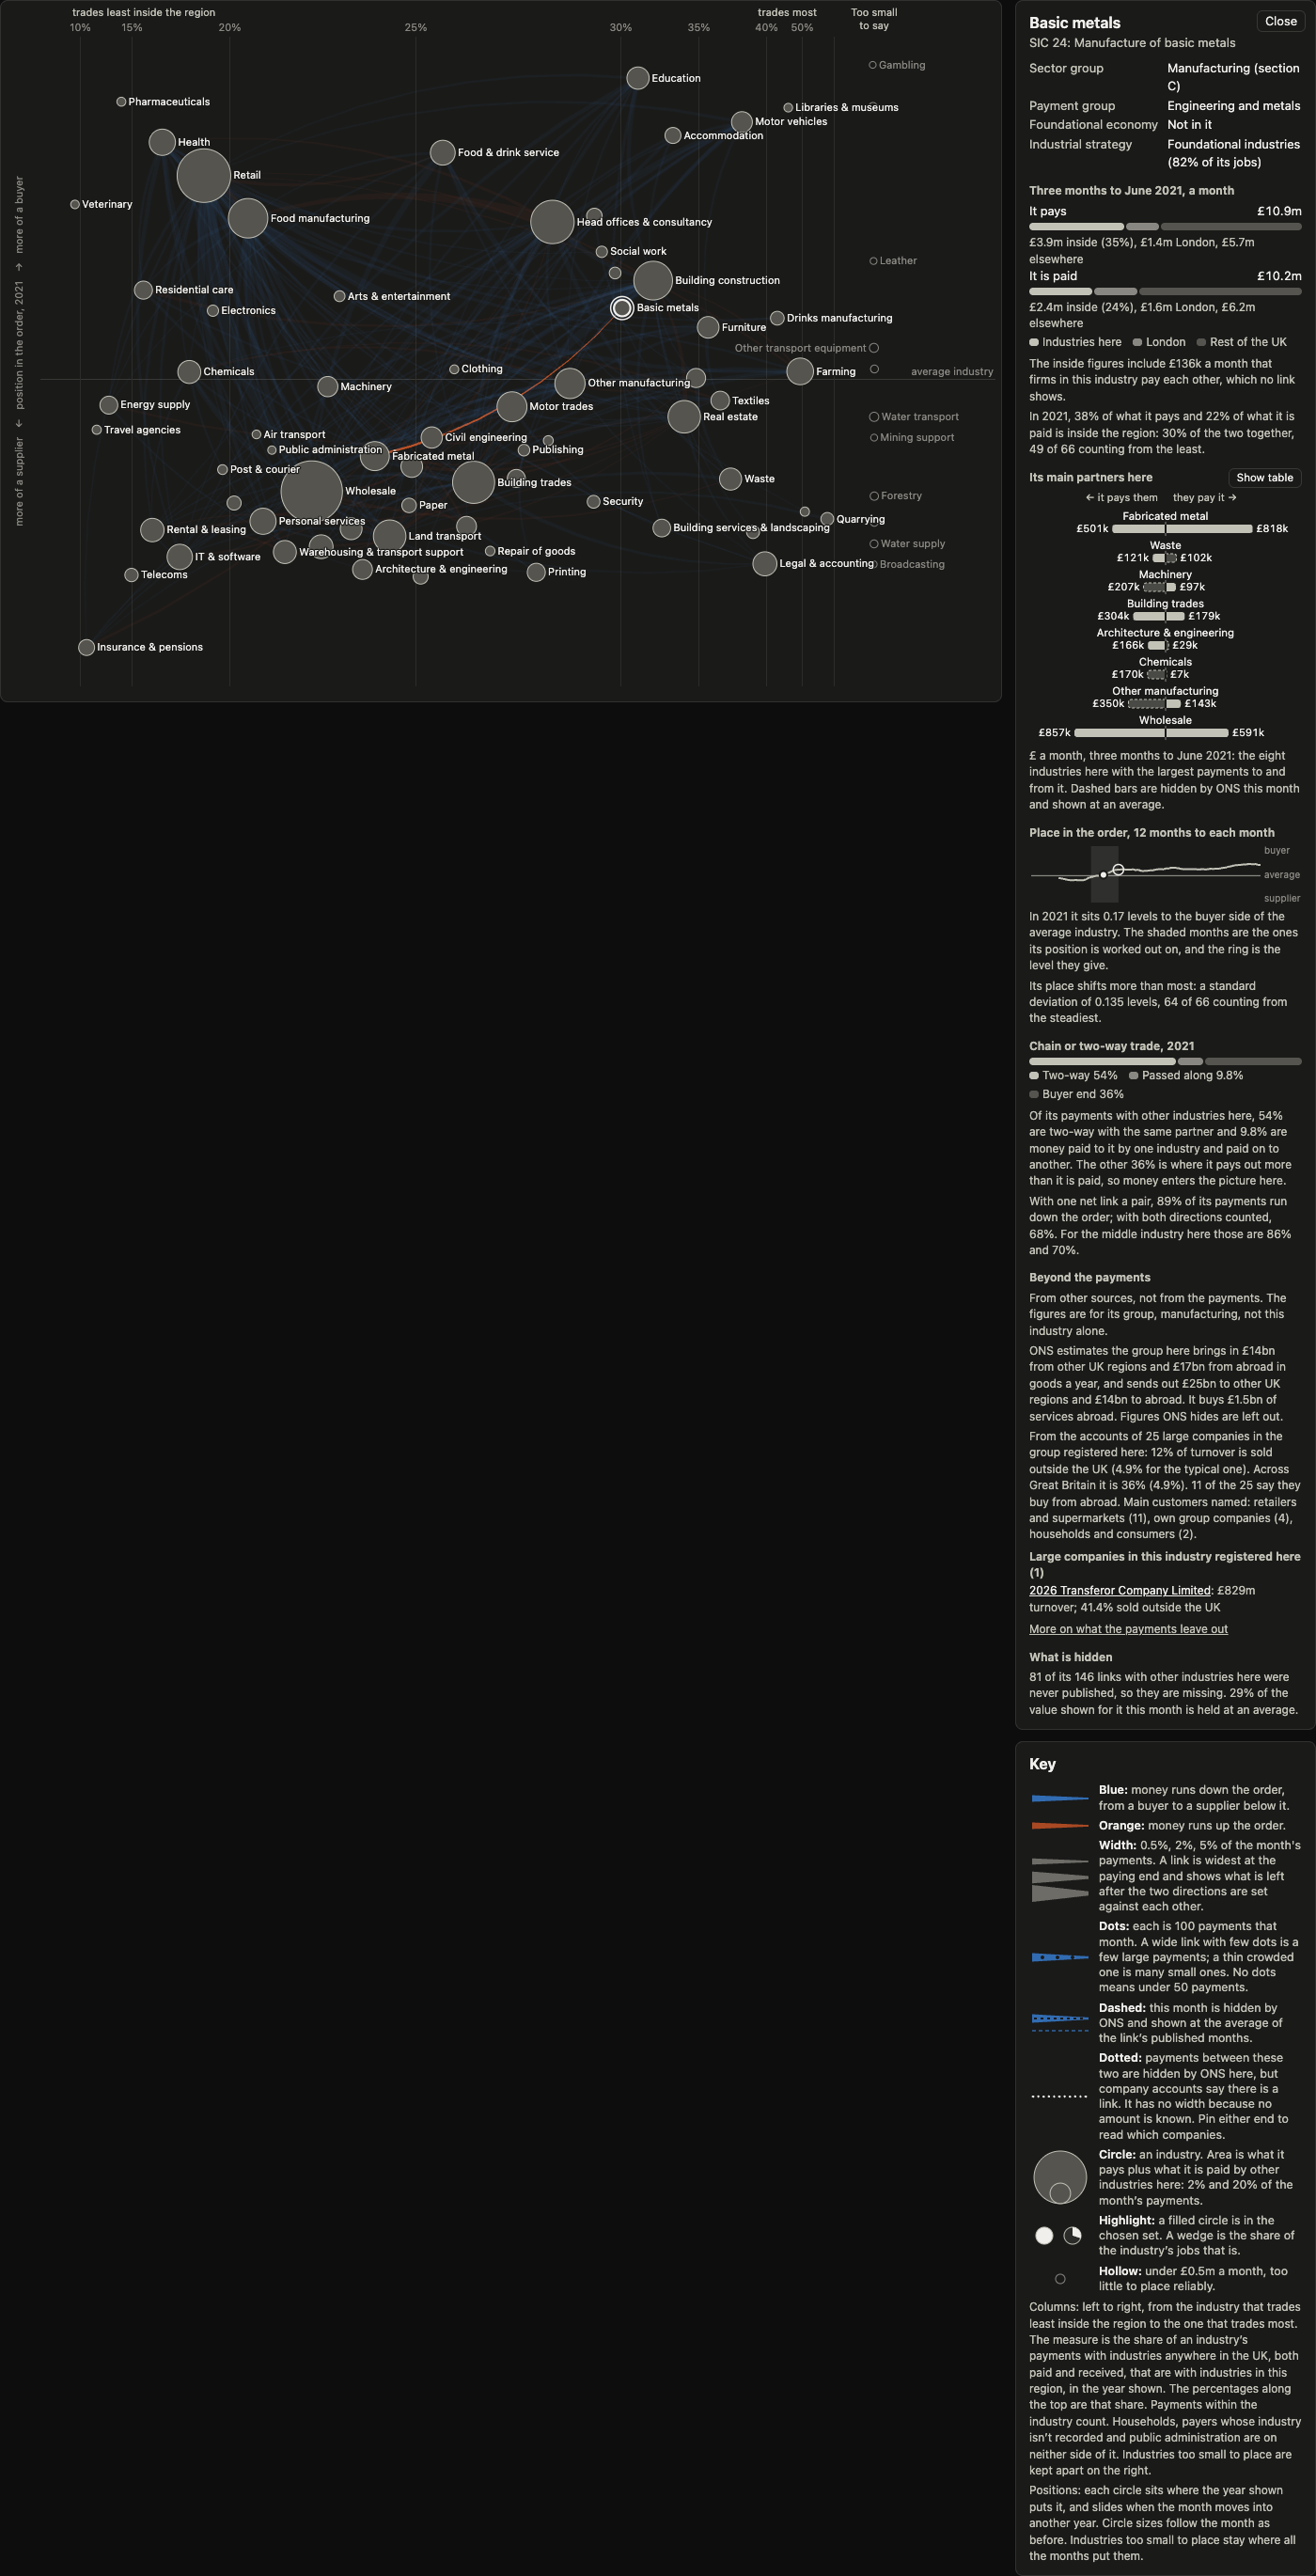 trades least inside the region
trades most
Too small
to say
10%
15%
20%
25%
30%
35%
40%
50%
more of a supplier ← position in the order, 2021 → more of a buyer
Gambling
Education
Pharmaceuticals
Libraries & museums
Motor vehicles
Accommodation
Health
Food & drink service
Retail
Veterinary
Food manufacturing
Head offices & consultancy
Social work
Leather
Building construction
Residential care
Arts & entertainment
Electronics
Basic metals
Drinks manufacturing
Furniture
Other transport equipment
Chemicals
Clothing
Farming
average industry
Machinery
Other manufacturing
Energy supply
Motor trades
Textiles
Real estate
Water transport
Travel agencies
Air transport
Civil engineering
Mining support
Public administration
Fabricated metal
Publishing
Post & courier
Wholesale
Building trades
Waste
Forestry
Paper
Security
Personal services
Quarrying
Rental & leasing
Land transport
Building services & landscaping
Water supply
IT & software
Warehousing & transport support
Repair of goods
Legal & accounting
Broadcasting
Telecoms
Architecture & engineering
Printing
Insurance & pensions
Basic metals
Close
SIC 24: Manufacture of basic metals
Sector group
Manufacturing (section
C)
Payment group
Engineering and metals
Foundational economy
Not in it
Industrial strategy
Foundational industries
(82% of its jobs)
Three months to June 2021, a month
It pays
£10.9m
£3.9m inside (35%), £1.4m London, £5.7m
elsewhere
It is paid
£10.2m
£2.4m inside (24%), £1.6m London, £6.2m
elsewhere
Industries here
London
Rest of the UK
The inside figures include £136k a month that
firms in this industry pay each other, which no link
shows.
In 2021, 38% of what it pays and 22% of what it is
paid is inside the region: 30% of the two together,
49 of 66 counting from the least.
Its main partners here
Show table
← it pays them
they pay it →
Fabricated metal
£501k
£818k
Waste
£121k
£102k
Machinery
£207k
£97k
Building trades
£304k
£179k
Architecture & engineering
£166k
£29k
Chemicals
£170k
£7k
Other manufacturing
£350k
£143k
Wholesale
£857k
£591k
£ a month, three months to June 2021: the eight
industries here with the largest payments to and
from it. Dashed bars are hidden by ONS this month
and shown at an average.
Place in the order, 12 months to each month
buyer
average
supplier
In 2021 it sits 0.17 levels to the buyer side of the
average industry. The shaded months are the ones
its position is worked out on, and the ring is the
level they give.
Its place shifts more than most: a standard
deviation of 0.135 levels, 64 of 66 counting from
the steadiest.
Chain or two-way trade, 2021
Two-way 54%
Passed along 9.8%
Buyer end 36%
Of its payments with other industries here, 54%
are two-way with the same partner and 9.8% are
money paid to it by one industry and paid on to
another. The other 36% is where it pays out more
than it is paid, so money enters the picture here.
With one net link a pair, 89% of its payments run
down the order; with both directions counted,
68%. For the middle industry here those are 86%
and 70%.
Beyond the payments
From other sources, not from the payments. The
figures are for its group, manufacturing, not this
industry alone.
ONS estimates the group here brings in £14bn
from other UK regions and £17bn from abroad in
goods a year, and sends out £25bn to other UK
regions and £14bn to abroad. It buys £1.5bn of
services abroad. Figures ONS hides are left out.
From the accounts of 25 large companies in the
group registered here: 12% of turnover is sold
outside the UK (4.9% for the typical one). Across
Great Britain it is 36% (4.9%). 11 of the 25 say they
buy from abroad. Main customers named: retailers
and supermarkets (11), own group companies (4),
households and consumers (2).
Large companies in this industry registered here
(1)
2026 Transferor Company Limited: £829m
turnover; 41.4% sold outside the UK
More on what the payments leave out
What is hidden
81 of its 146 links with other industries here were
never published, so they are missing. 29% of the
value shown for it this month is held at an average.
Key
Blue: money runs down the order,
from a buyer to a supplier below it.
Orange: money runs up the order.
Width: 0.5%, 2%, 5% of the month's
payments. A link is widest at the
paying end and shows what is left
after the two directions are set
against each other.
Dots: each is 100 payments that
month. A wide link with few dots is a
few large payments; a thin crowded
one is many small ones. No dots
means under 50 payments.
Dashed: this month is hidden by
ONS and shown at the average of
the link's published months.
Dotted: payments between these
two are hidden by ONS here, but
company accounts say there is a
link. It has no width because no
amount is known. Pin either end to
read which companies.
Circle: an industry. Area is what it
pays plus what it is paid by other
industries here: 2% and 20% of the
month's payments.
Highlight: a filled circle is in the
chosen set. A wedge is the share of
the industry's jobs that is.
Hollow: under £0.5m a month, too
little to place reliably.
Columns: left to right, from the industry that trades
least inside the region to the one that trades most.
The measure is the share of an industry's
payments with industries anywhere in the UK, both
paid and received, that are with industries in this
region, in the year shown. The percentages along
the top are that share. Payments within the
industry count. Households, payers whose industry
isn't recorded and public administration are on
neither side of it. Industries too small to place are
kept apart on the right.
Positions: each circle sits where the year shown
puts it, and slides when the month moves into
another year. Circle sizes follow the month as
before. Industries too small to place stay where all
the months put them.